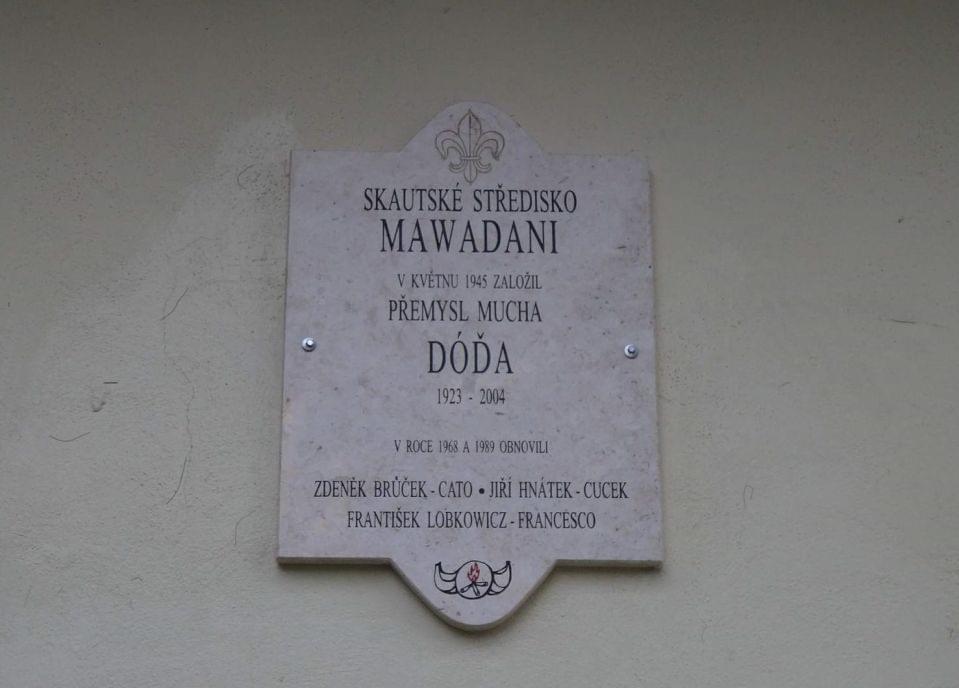 SKAUTSKÉ STŘEDISKO
MAWADANI
V KVĚTNU 1945 ZALOŽIL
PŘEMYSL MUCHA
DÓĎA
1923 - 2004
V ROCE 1968 A 1989 OBNOVILI
ZDENĚK BRŮČEK - CATO • JIŘÍ HNÁTEK - CUCEK
FRANTIŠEK LOBKOWICZ - FRANCESCO